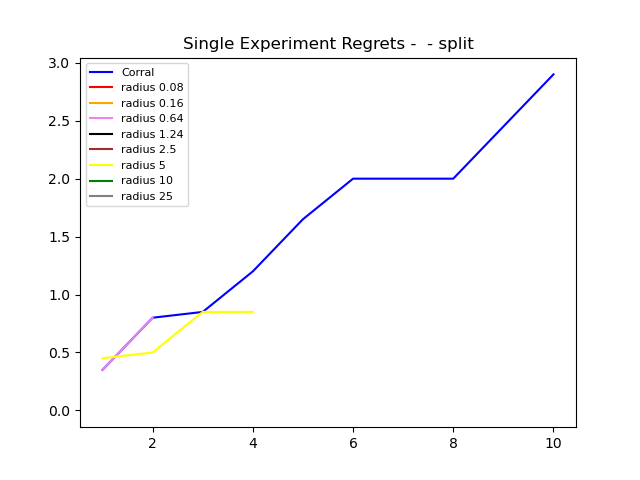 Single Experiment Regrets -  - split
3.0
2.5
2.0
1.5
1.0
0.5
0.0
Corral
radius 0.08
radius 0.16
radius 0.64
radius 1.24
radius 2.5
radius 5
radius 10
radius 25
2 4 6 8 10